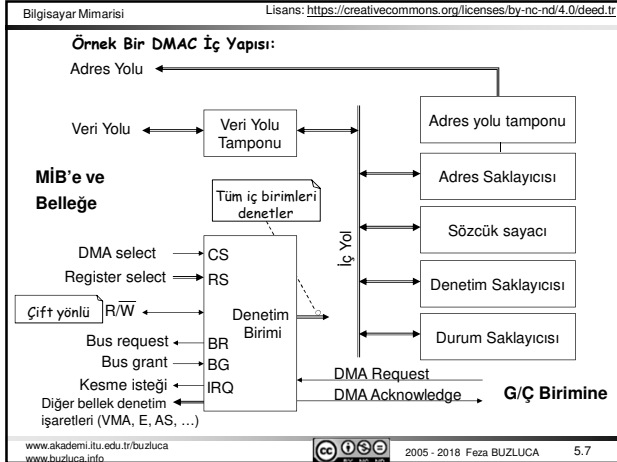 Bilgisayar Mimarisi
Lisans: https://creativecommons.org/licenses/by-nc-nd/4.0/deed.tr
Örnek Bir DMAC İç Yapısı:
Adres Yolu
Adres yolu tamponu
Veri Yolu
Veri Yolu
Tamponu
Adres Saklayıcısı
MİB'e ve
Belleğe
Tüm iç birimleri
denetler
Sözcük sayacı
İç Yol
DMA select
CS
Register select
RS
Denetim Saklayıcısı
Çift yönlü
R/W̅
Denetim
Birimi
Durum Saklayıcısı
Bus request
BR
Bus grant
BG
DMA Request
Kesme isteği
IRQ
DMA Acknowledge
G/Ç Birimine
Diğer bellek denetim
işaretleri (VMA, E, AS, …)
www.akademi.itu.edu.tr/buzluca
www.buzluca.info
cc BY NC ND
2005 - 2018 Feza BUZLUCA
5.7